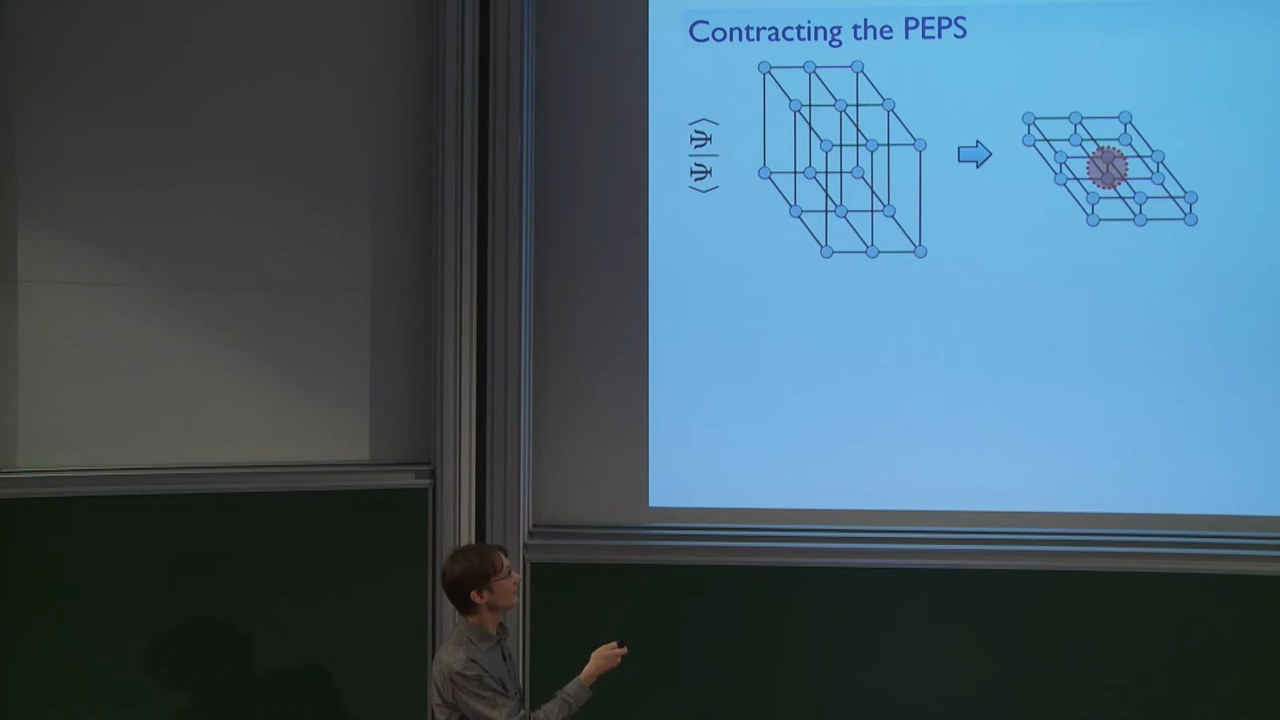 Contracting the PEPS
⟨Ψ|Ψ⟩